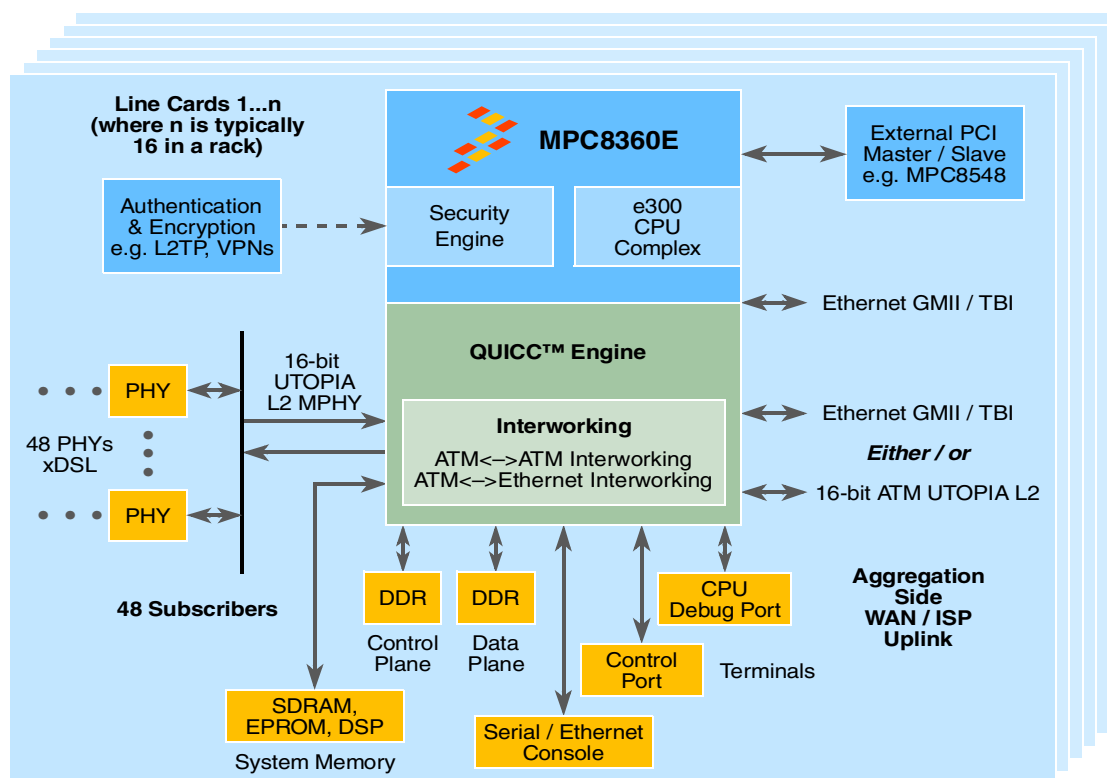 Line Cards 1...n
(where n is typically
16 in a rack)
MPC8360E
External PCI
Master / Slave
e.g. MPC8548
Authentication
& Encryption
e.g. L2TP, VPNs
Security
Engine
e300
CPU
Complex
Ethernet GMII / TBI
QUICC™ Engine
16-bit
UTOPIA
L2 MPHY
PHY
48 PHYs
xDSL
PHY
Interworking
ATM<–>ATM Interworking
ATM<–>Ethernet Interworking
Ethernet GMII / TBI
Either / or
16-bit ATM UTOPIA L2
48 Subscribers
DDR
Control
Plane
DDR
Data
Plane
CPU
Debug Port
Aggregation
Side
WAN / ISP
Uplink
Control
Port
Terminals
SDRAM,
EPROM, DSP
System Memory
Serial / Ethernet
Console